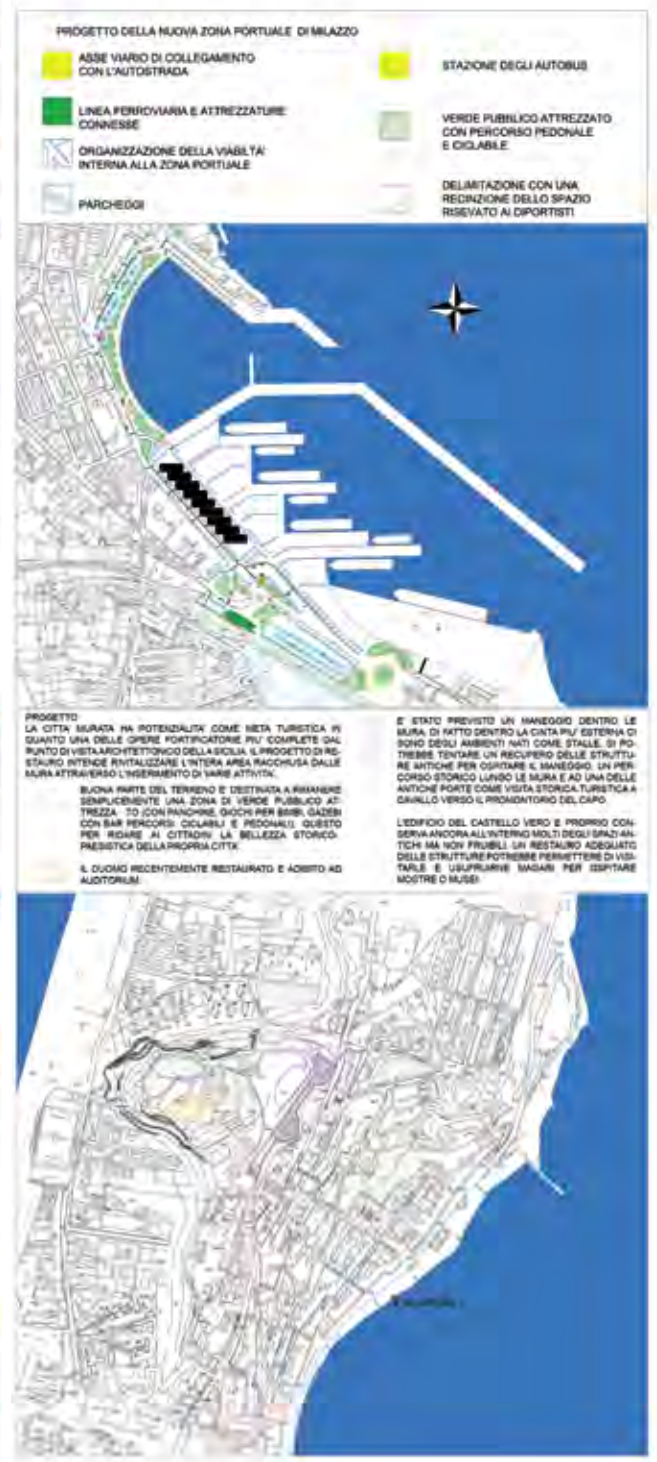 PROGETTO DELLA NUOVA ZONA PORTUALE DI MILAZZO
ASSE VIARIO DI COLLEGAMENTO
CON L'AUTOSTRADA
LINEA FERROVIARIA E ATTREZZATURE
CONNESSE
ORGANIZZAZIONE DELLA VIABILTA'
INTERNA ALLA ZONA PORTUALE
PARCHEGGI
STAZIONE DEGLI AUTOBUS
VERDE PUBBLICO ATTREZZATO
CON PERCORSO PEDONALE
E CICLABILE
DELIMITAZIONE CON UNA
RECINZIONE DELLO SPAZIO
RISEVATO AI DIPORTISTI
PROGETTO
LA CITTA' MURATA HA POTENZIALITA' COME META TURISTICA IN
QUANTO UNA DELLE OPERE FORTIFICATORIE PIU' COMPLETE DAL
PUNTO DI VISTA ARCHITETTONICO DELLA SICILIA. IL PROGETTO DI RE-
STAURO INTENDE RIVITALIZZARE L'INTERA AREA RACCHIUSA DALLE
MURA ATTRAVERSO L'INSERIMENTO DI VARIE ATTIVITA'.
BUONA PARTE DEL TERRENO E' DESTINATA A RIMANERE
SEMPLICEMENTE UNA ZONA DI VERDE PUBBLICO AT-
TREZZA TO (CON PANCHINE, GIOCHI PER BIMBI, GAZEBI
CON BAR PERCORSI CICLABILI E PEDONALI). QUESTO
PER RIDARE AI CITTADINI LA BELLEZZA STORICO-
PAESISTICA DELLA PROPRIA CITTA'.
IL DUOMO RECENTEMENTE RESTAURATO E ADIBITO AD
AUDITORIUM.
E' STATO PREVISTO UN MANEGGIO DENTRO LE
MURA. DI FATTO DENTRO LA CINTA PIU' ESTERNA CI
SONO DEGLI AMBIENTI NATI COME STALLE. SI PO-
TREBBE TENTARE UN RECUPERO DELLE STRUTTU-
RE ANTICHE PER OSPITARE IL MANEGGIO. UN PER-
CORSO STORICO LUNGO LE MURA E AD UNA DELLE
ANTICHE PORTE COME VISITA STORICA TURISTICA A
CAVALLO VERSO IL PROMONTORIO DEL CAPO.
L'EDIFICIO DEL CASTELLO VERO E PROPRIO CON-
SERVA ANCORA ALL'INTERNO MOLTI DEGLI SPAZI AN-
TICHI MA NON FRUIBILI. UN RESTAURO ADEGUATO
DELLE STRUTTURE POTREBBE PERMETTERE DI VISI-
TARLE E USUFRUIRNE MAGARI PER OSPITARE
MOSTRE O MUSEI.